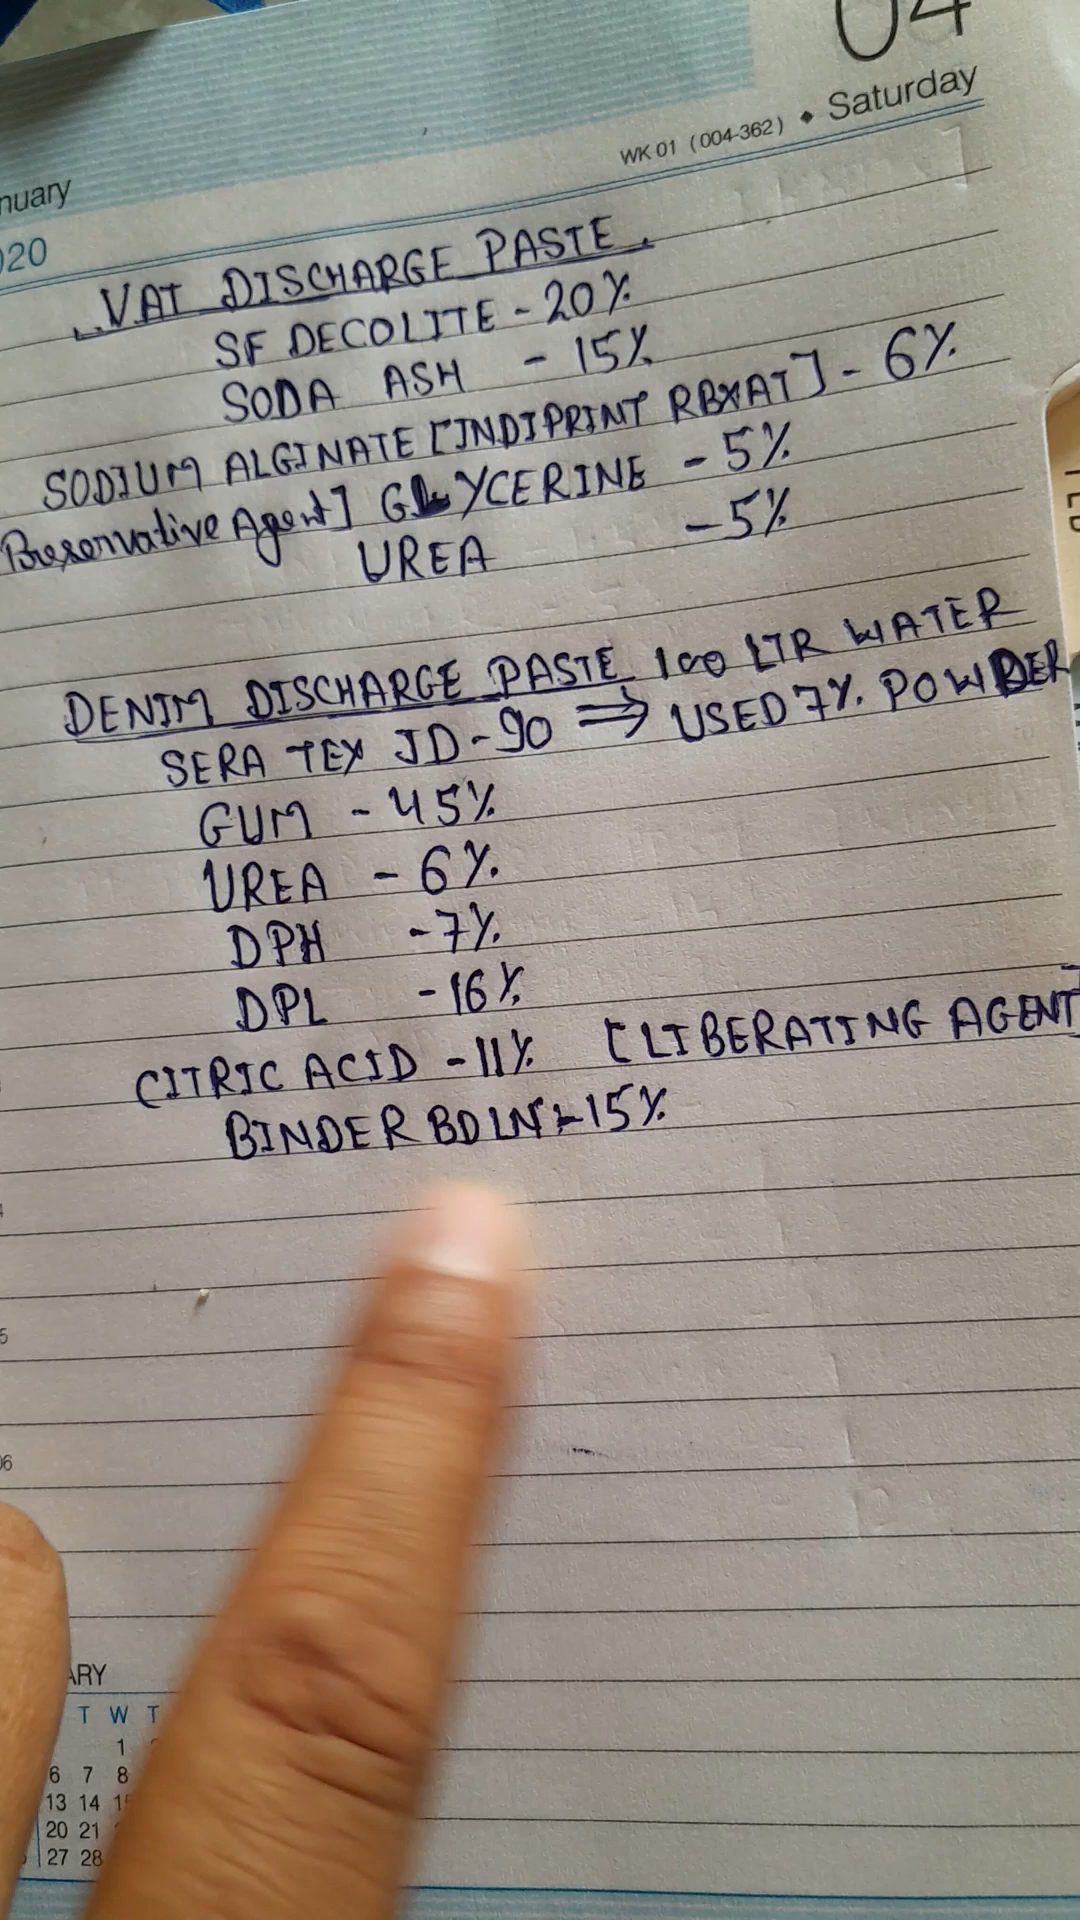 04
Saturday
WK 01 (004-362) ◆
nuary
020
VAT DISCHARGE PASTE.
SF DECOLITE - 20%
SODA ASH - 15%
SODIUM ALGINATE [INDIPRINT RBXAT] - 6%
Preservative Agent] GLYCERINE - 5%
UREA - 5%
DENIM DISCHARGE PASTE 100 LTR WATER
SERA TEX JD-90 ⇒ USED 7% POWDER
GUM - 45%
UREA - 6%
DPH - 7%
DPL - 16%
CITRIC ACID - 11% [LIBERATING AGENT]
BINDER BDLN - 15%
ARY
T W T
1
6 7 8
13 14
20 21
27 28